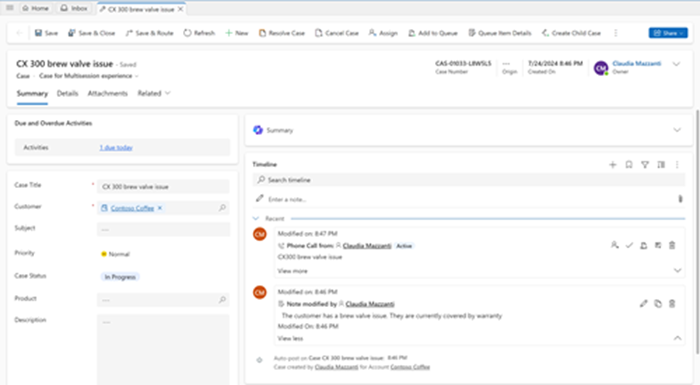 Home Inbox CX 300 brew valve issue
Save Save & Close Save & Route Refresh New Resolve Case Cancel Case Assign Add to Queue Queue Item Details Create Child Case Share
CX 300 brew valve issue - Saved
Case · Case for Multisession experience
CAS-01033-L8W5L5 --- 7/24/2024 8:46 PM Claudia Mazzanti
Case Number Origin Created On CM Owner
Summary Details Attachments Related
Due and Overdue Activities
Activities 1 due today
Case Title * CX 300 brew valve issue
Customer * Contoso Coffee
Subject ---
Priority Normal
Case Status In Progress
Product ---
Description ---
Summary
Timeline
Search timeline
Enter a note...
Recent
CM Modified on: 8:47 PM
Phone Call from: Claudia Mazzanti Active
CX300 brew valve issue
View more
CM Modified on: 8:46 PM
Note modified by Claudia Mazzanti
The customer has a brew valve issue. They are currently covered by warranty
Modified On: 8:46 PM
View less
Auto-post on Case CX 300 brew valve issue: 8:46 PM
Case created by Claudia Mazzanti for Account Contoso Coffee